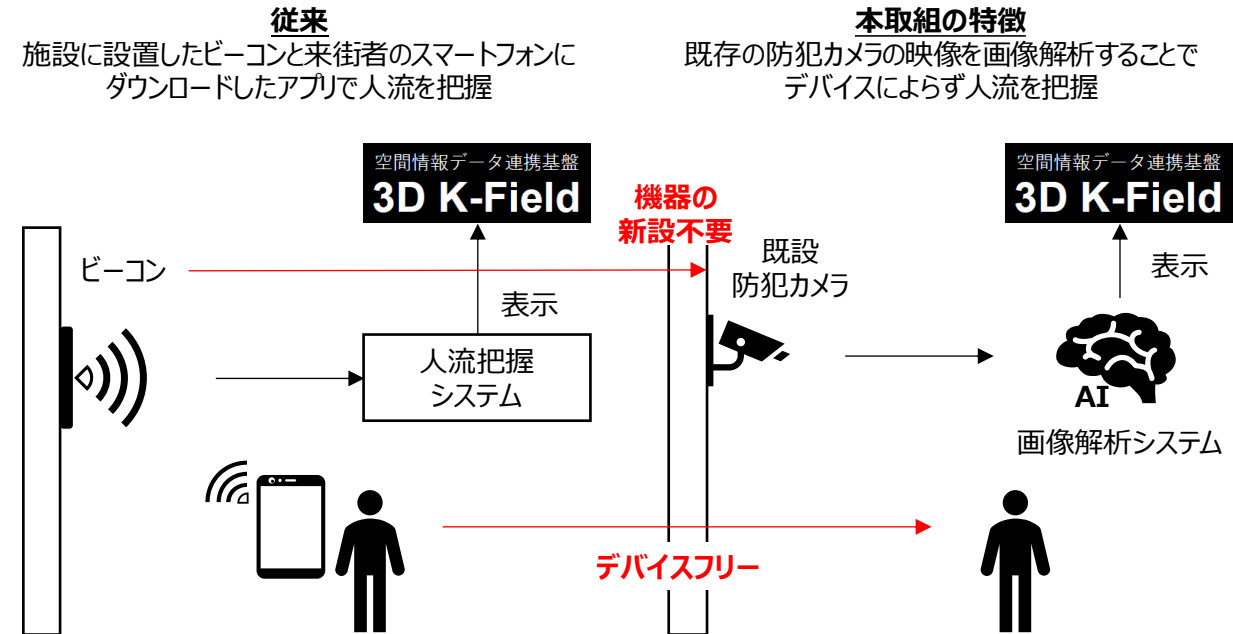 従来
施設に設置したビーコンと来街者のスマートフォンに
ダウンロードしたアプリで人流を把握
空間情報データ連携基盤
3D K-Field
ビーコン
表示
人流把握
システム
本取組の特徴
既存の防犯カメラの映像を画像解析することで
デバイスによらず人流を把握
機器の
新設不要
既設
防犯カメラ
空間情報データ連携基盤
3D K-Field
表示
AI
画像解析システム
デバイスフリー